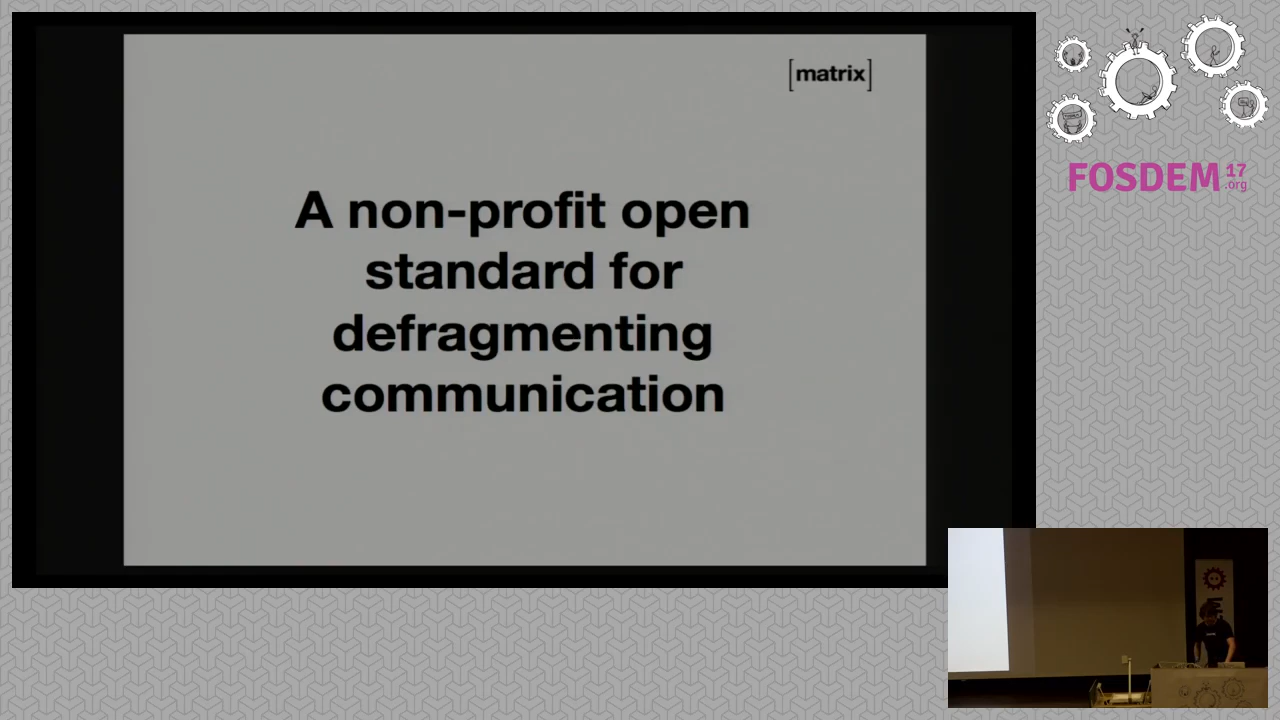 [matrix]
A non-profit open
standard for
defragmenting
communication
FOSDEM 17
.org